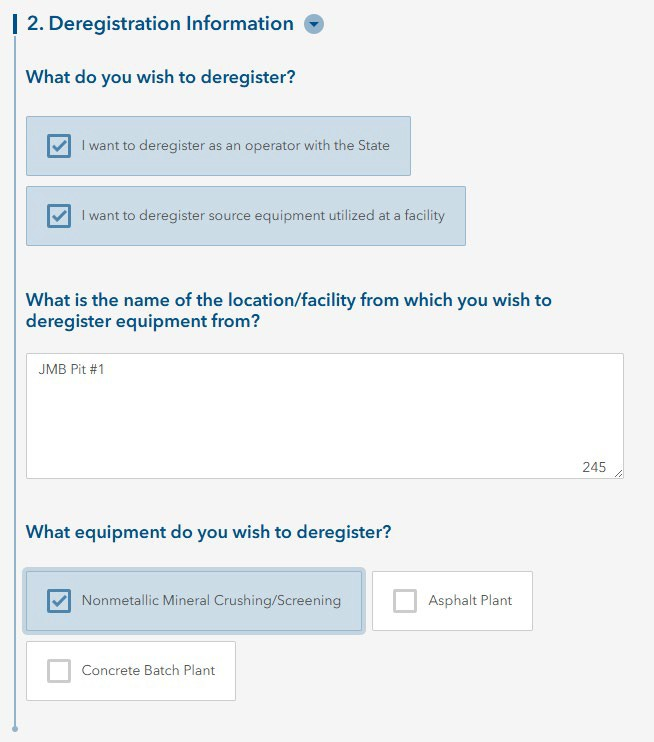 2. Deregistration Information
What do you wish to deregister?
I want to deregister as an operator with the State
I want to deregister source equipment utilized at a facility
What is the name of the location/facility from which you wish to
deregister equipment from?
JMB Pit #1
245
What equipment do you wish to deregister?
Nonmetallic Mineral Crushing/Screening
Asphalt Plant
Concrete Batch Plant